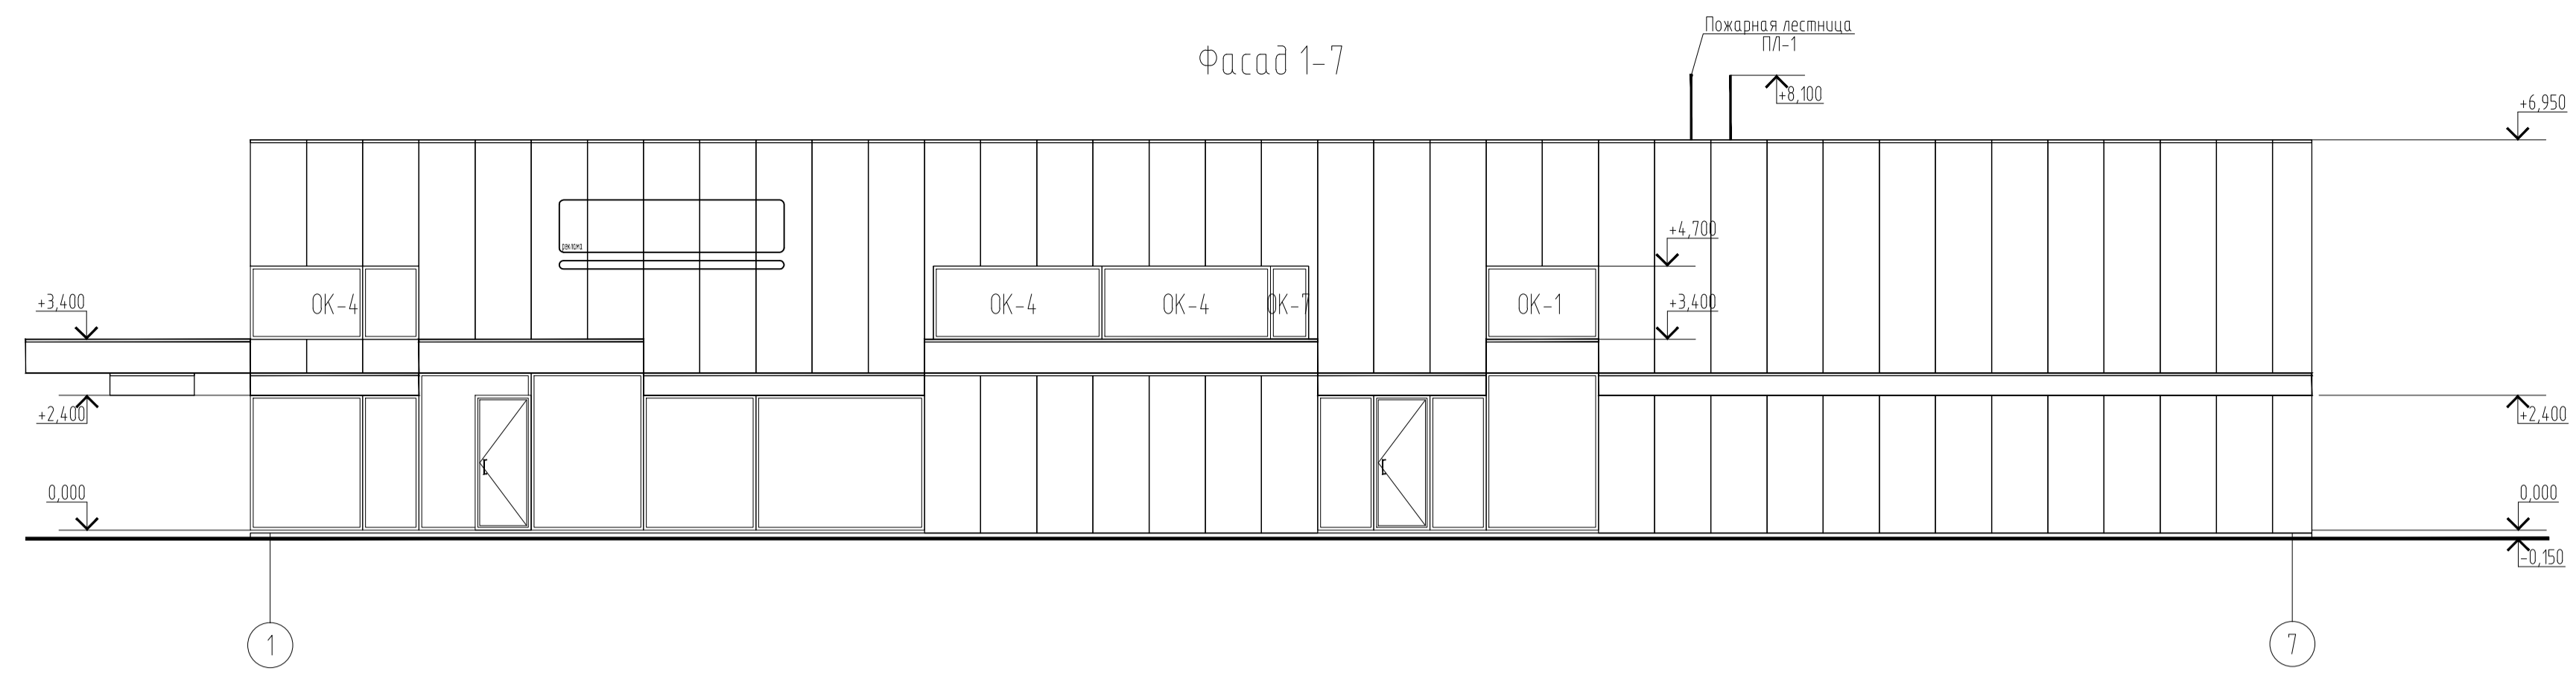 Фасад 1-7
Пожарная лестница
ПЛ-1
+8,100
+6,950
реклама
+4,700
+3,400
ОК-4
ОК-4
ОК-4
ОК-7
ОК-1
+3,400
+2,400
+2,400
0,000
0,000
-0,150
1
7